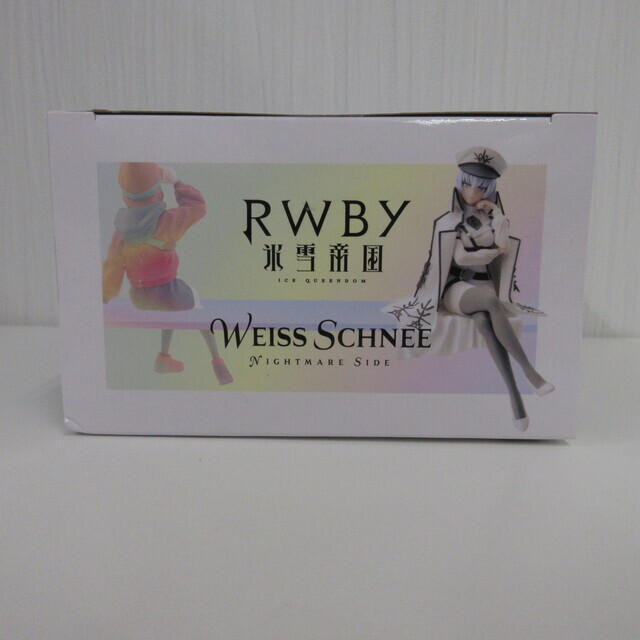 RWBY
氷雪帝国
ICE QUEENDOM
WEISS SCHNEE
NIGHTMARE SIDE